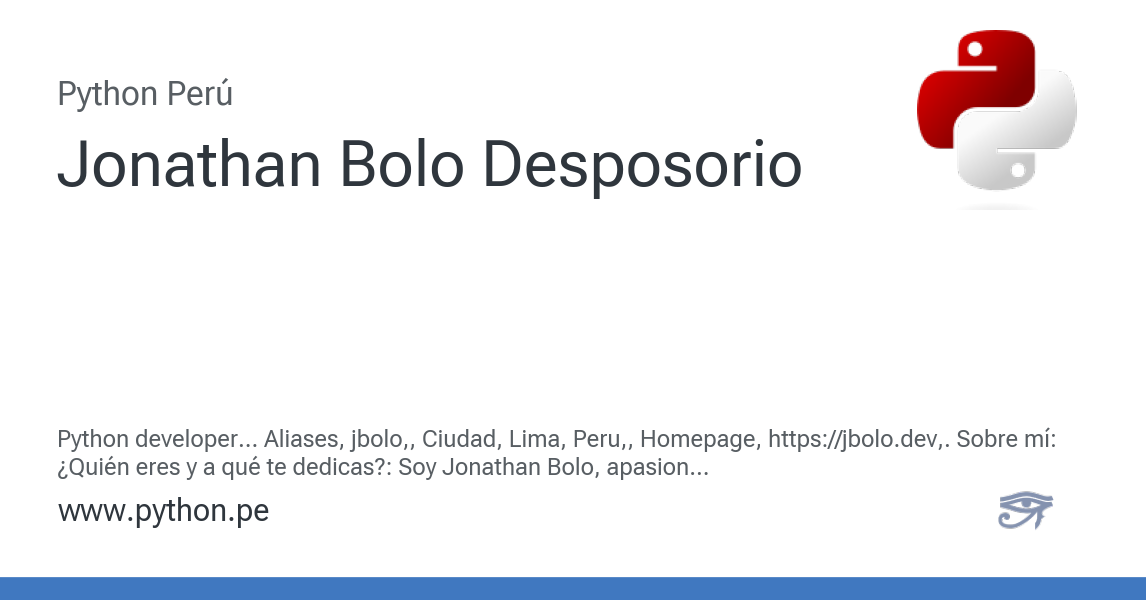 Python Perú
Jonathan Bolo Desposorio
Python developer... Aliases, jbolo,, Ciudad, Lima, Peru,, Homepage, https://jbolo.dev,. Sobre mí:
¿Quién eres y a qué te dedicas?: Soy Jonathan Bolo, apasion...
www.python.pe